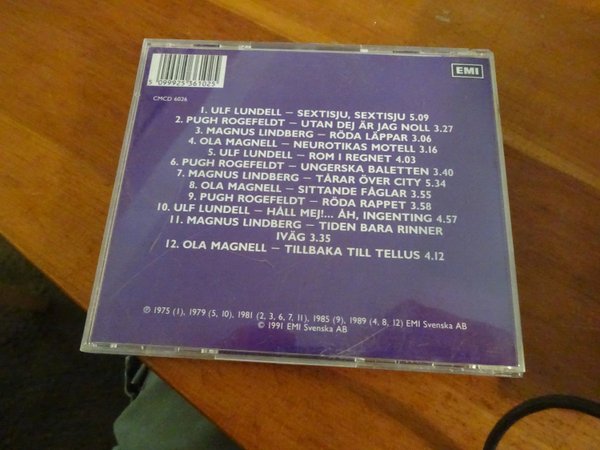 5 099925 361025
EMI
CMCD 6026
1. ULF LUNDELL – SEXTISJU, SEXTISJU 5.09
2. PUGH ROGEFELDT – UTAN DEJ ÄR JAG NOLL 3.27
3. MAGNUS LINDBERG – RÖDA LÄPPAR 3.06
4. OLA MAGNELL – NEUROTIKAS MOTELL 3.16
5. ULF LUNDELL – ROM I REGNET 4.03
6. PUGH ROGEFELDT – UNGERSKA BALETTEN 3.40
7. MAGNUS LINDBERG – TÅRAR ÖVER CITY 5.34
8. OLA MAGNELL – SITTANDE FÅGLAR 3.55
9. PUGH ROGEFELDT – RÖDA RAPPET 3.58
10. ULF LUNDELL – HÅLL MEJ!... ÅH, INGENTING 4.57
11. MAGNUS LINDBERG – TIDEN BARA RINNER
IVÄG 3.35
12. OLA MAGNELL – TILLBAKA TILL TELLUS 4.12
℗ 1975 (1), 1979 (5, 10), 1981 (2, 3, 6, 7, 11), 1985 (9), 1989 (4, 8, 12) EMI Svenska AB
© 1991 EMI Svenska AB